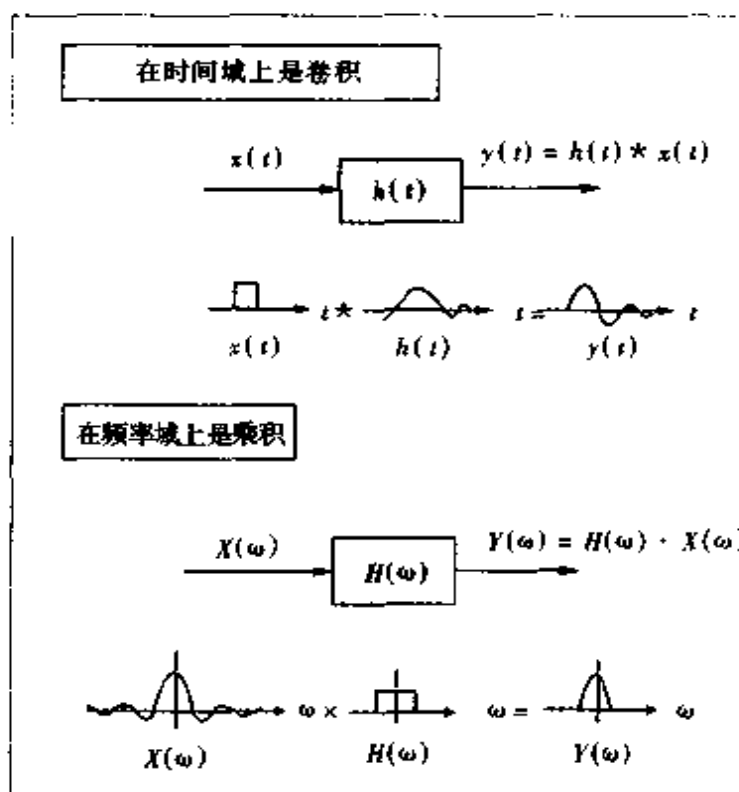 在时间域上是卷积
x(t)
h(t)
y(t) = h(t) * x(t)
t * t = t
x(t) h(t) y(t)
在频率域上是乘积
X(ω)
H(ω)
Y(ω) = H(ω) · X(ω)
ω × ω = ω
X(ω) H(ω) Y(ω)